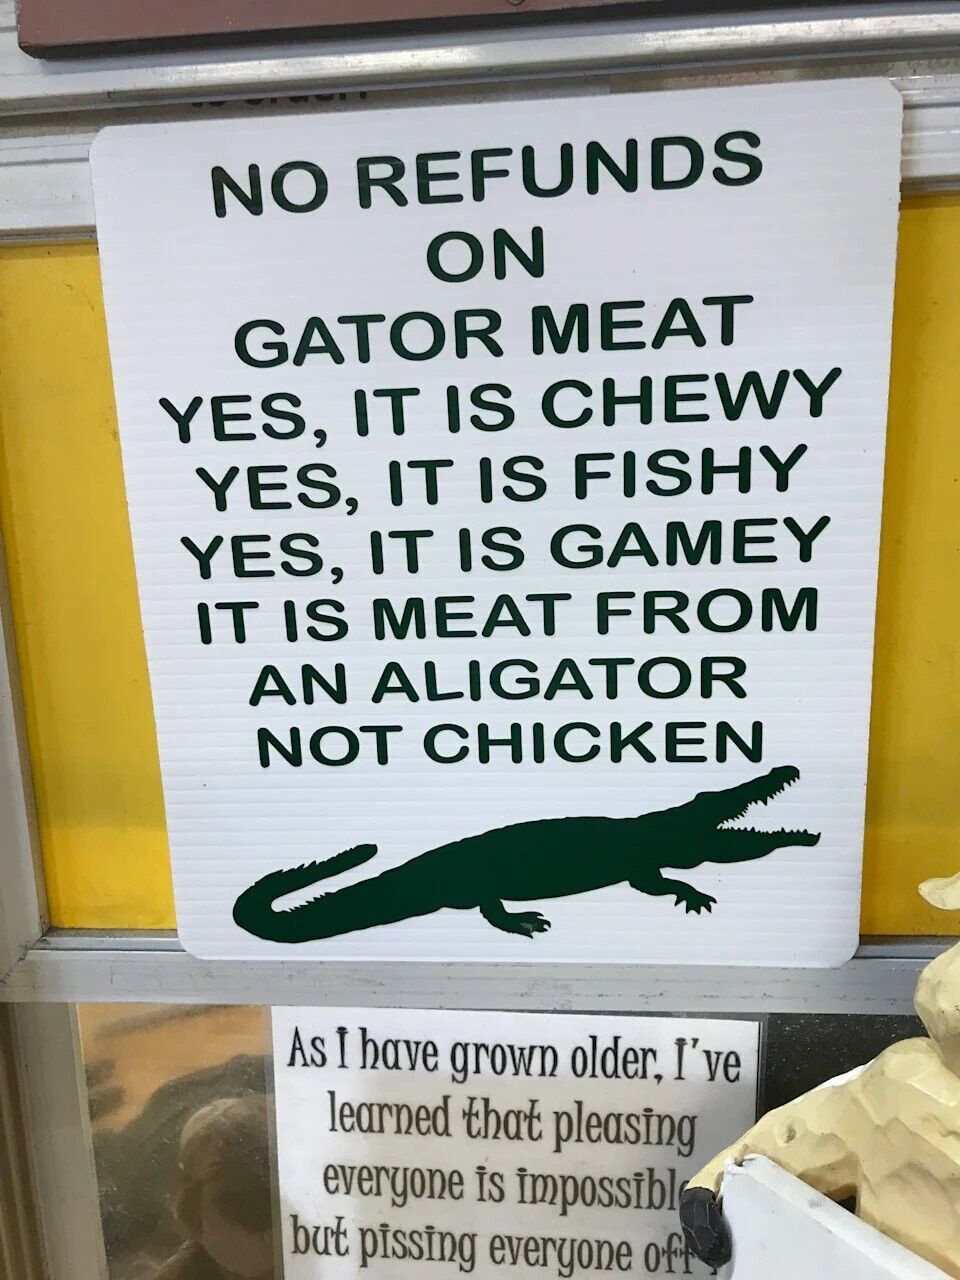 NO REFUNDS
ON
GATOR MEAT
YES, IT IS CHEWY
YES, IT IS FISHY
YES, IT IS GAMEY
IT IS MEAT FROM
AN ALIGATOR
NOT CHICKEN
As I have grown older, I've
learned that pleasing
everyone is impossible
but pissing everyone off